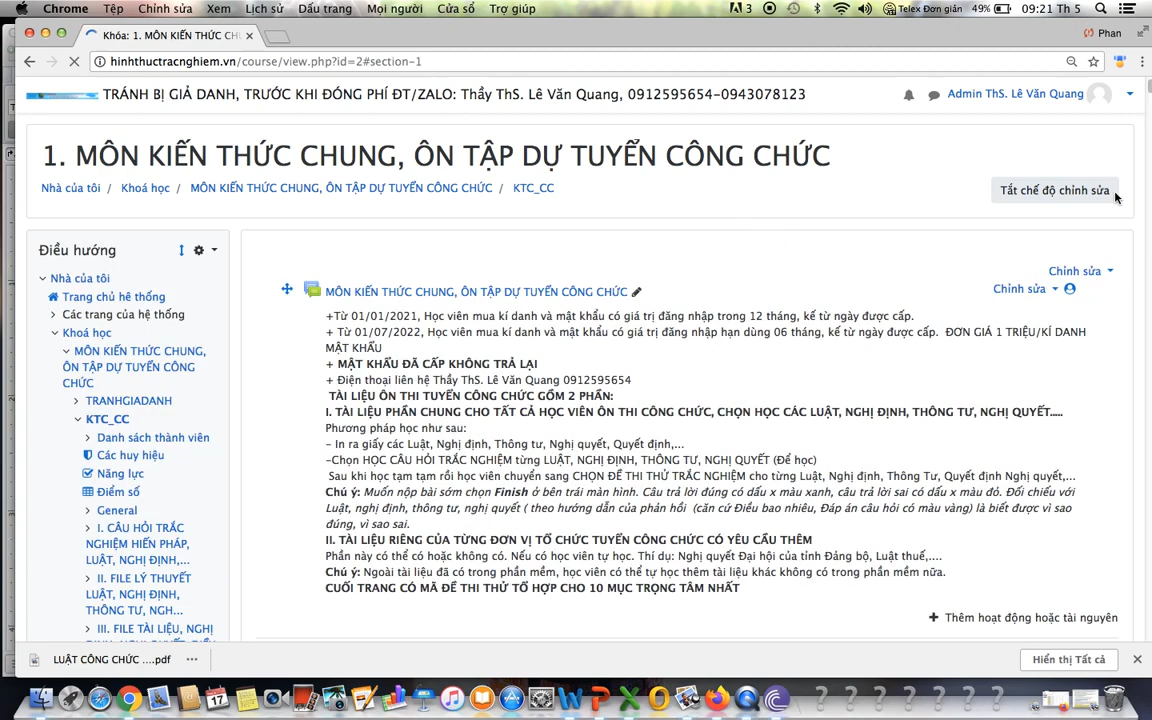 Chrome Tệp Chỉnh sửa Xem Lịch sử Dấu trang Mọi người Cửa sổ Trợ giúp 3 Telex Đơn giản 49% 09:21 Th 5
Khóa: 1. MÔN KIẾN THỨC CH Phan
hinhthuctracnghiem.vn/course/view.php?id=2#section-1
TRÁNH BỊ GIẢ DANH, TRƯỚC KHI ĐÓNG PHÍ ĐT/ZALO: Thầy ThS. Lê Văn Quang, 0912595654-0943078123 Admin ThS. Lê Văn Quang
1. MÔN KIẾN THỨC CHUNG, ÔN TẬP DỰ TUYỂN CÔNG CHỨC
Nhà của tôi / Khoá học / MÔN KIẾN THỨC CHUNG, ÔN TẬP DỰ TUYỂN CÔNG CHỨC / KTC_CC
Tắt chế độ chỉnh sửa
Điều hướng
Nhà của tôi
Trang chủ hệ thống
Các trang của hệ thống
Khoá học
MÔN KIẾN THỨC CHUNG,
ÔN TẬP DỰ TUYỂN CÔNG
CHỨC
TRANHGIADANH
KTC_CC
Danh sách thành viên
Các huy hiệu
Năng lực
Điểm số
General
I. CÂU HỎI TRẮC
NGHIỆM HIẾN PHÁP,
LUẬT, NGHỊ ĐỊNH,...
II. FILE LÝ THUYẾT
LUẬT, NGHỊ ĐỊNH,
THÔNG TƯ, NGH...
III. FILE TÀI LIỆU, NGHỊ
Chỉnh sửa
MÔN KIẾN THỨC CHUNG, ÔN TẬP DỰ TUYỂN CÔNG CHỨC Chỉnh sửa
+Từ 01/01/2021, Học viên mua kí danh và mật khẩu có giá trị đăng nhập trong 12 tháng, kể từ ngày được cấp.
+ Từ 01/07/2022, Học viên mua kí danh và mật khẩu có giá trị đăng nhập hạn dùng 06 tháng, kể từ ngày được cấp. ĐƠN GIÁ 1 TRIỆU/KÍ DANH
MẬT KHẨU
+ MẬT KHẨU ĐÃ CẤP KHÔNG TRẢ LẠI
+ Điện thoại liên hệ Thầy ThS. Lê Văn Quang 0912595654
TÀI LIỆU ÔN THI TUYỂN CÔNG CHỨC GỒM 2 PHẦN:
I. TÀI LIỆU PHẦN CHUNG CHO TẤT CẢ HỌC VIÊN ÔN THI CÔNG CHỨC, CHỌN HỌC CÁC LUẬT, NGHỊ ĐỊNH, THÔNG TƯ, NGHỊ QUYẾT.....
Phương pháp học như sau:
- In ra giấy các Luật, Nghị định, Thông tư, Nghị quyết, Quyết định,...
-Chọn HỌC CÂU HỎI TRẮC NGHIỆM từng LUẬT, NGHỊ ĐỊNH, THÔNG TƯ, NGHỊ QUYẾT (Để học)
Sau khi học tạm tạm rồi học viên chuyển sang CHỌN ĐỀ THI THỬ TRẮC NGHIỆM cho từng Luật, Nghị định, Thông Tư, Quyết định Nghị quyết,...
Chú ý: Muốn nộp bài sớm chọn Finish ở bên trái màn hình. Câu trả lời đúng có dấu x màu xanh, câu trả lời sai có dấu x màu đỏ. Đối chiếu với
Luật, nghị định, thông tư, nghị quyết ( theo hướng dẫn của phản hồi (căn cứ Điều bao nhiêu, Đáp án câu hỏi có màu vàng) là biết được vì sao
đúng, vì sao sai.
II. TÀI LIỆU RIÊNG CỦA TỪNG ĐƠN VỊ TỔ CHỨC TUYỂN CÔNG CHỨC CÓ YÊU CẦU THÊM
Phần này có thể có hoặc không có. Nếu có học viên tự học. Thí dụ: Nghị quyết Đại hội của tỉnh Đảng bộ, Luật thuế,....
Chú ý: Ngoài tài liệu đã có trong phần mềm, học viên có thể tự học thêm tài liệu khác không có trong phần mềm nữa.
CUỐI TRANG CÓ MÃ ĐỀ THI THỬ TỔ HỢP CHO 10 MỤC TRỌNG TÂM NHẤT
Thêm hoạt động hoặc tài nguyên
LUẬT CÔNG CHỨC ....pdf Hiển thị Tất cả